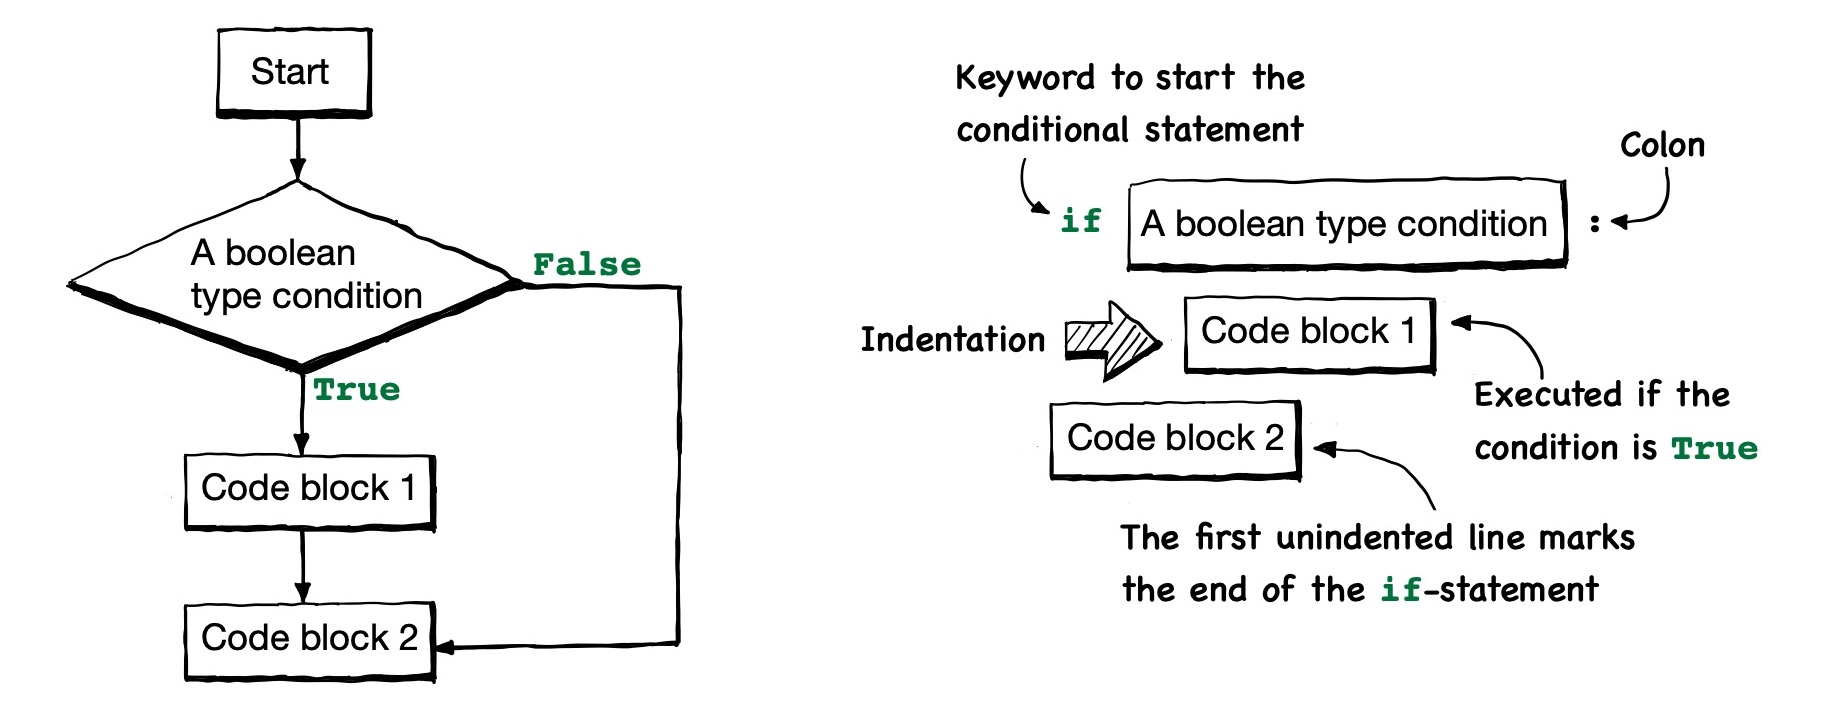 Start
A boolean
type condition
False
True
Code block 1
Code block 2
Keyword to start the
conditional statement
Colon
if A boolean type condition :
Indentation Code block 1
Executed if the
condition is True
Code block 2
The first unindented line marks
the end of the if-statement